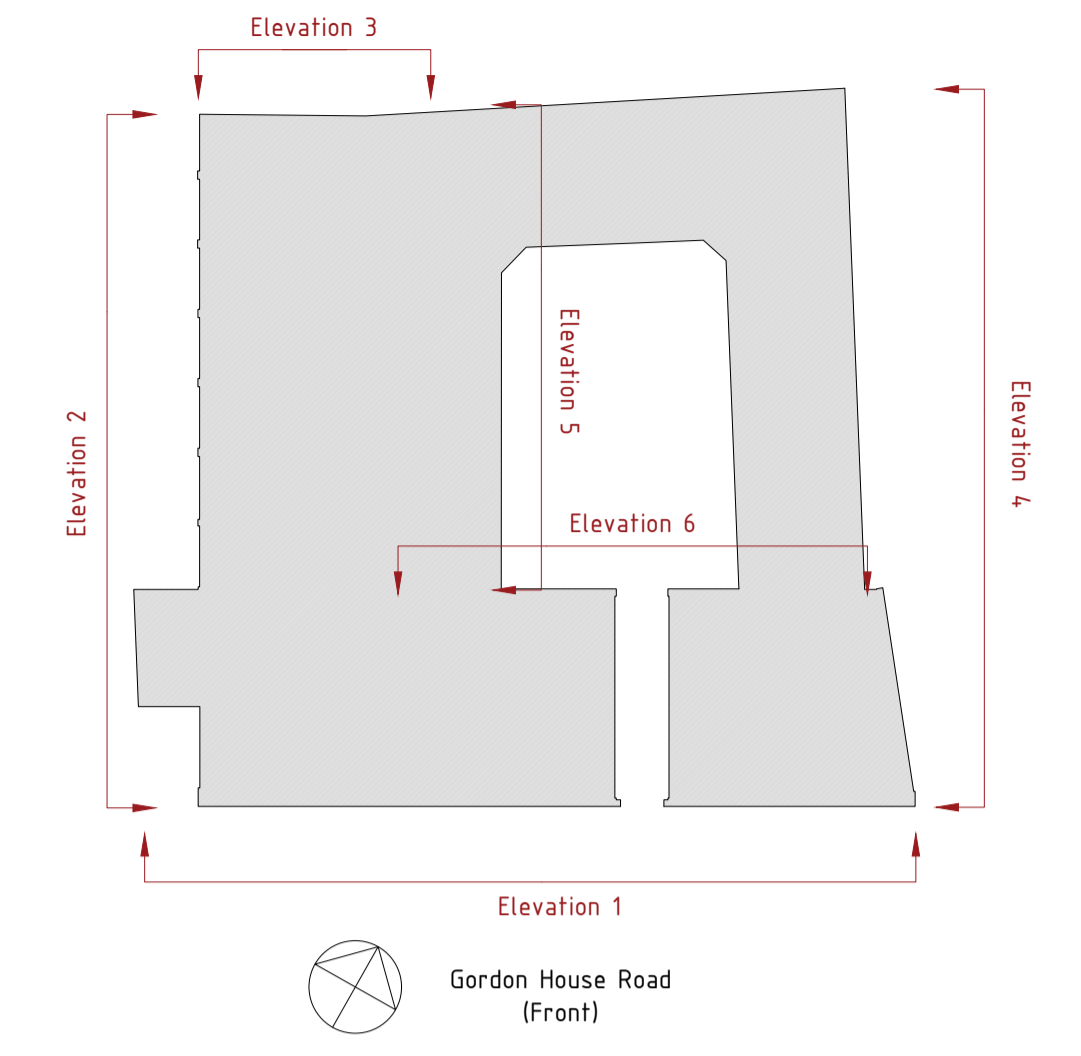 Elevation 3
Elevation 5
Elevation 2
Elevation 4
Elevation 6
Elevation 1
Gordon House Road
(Front)